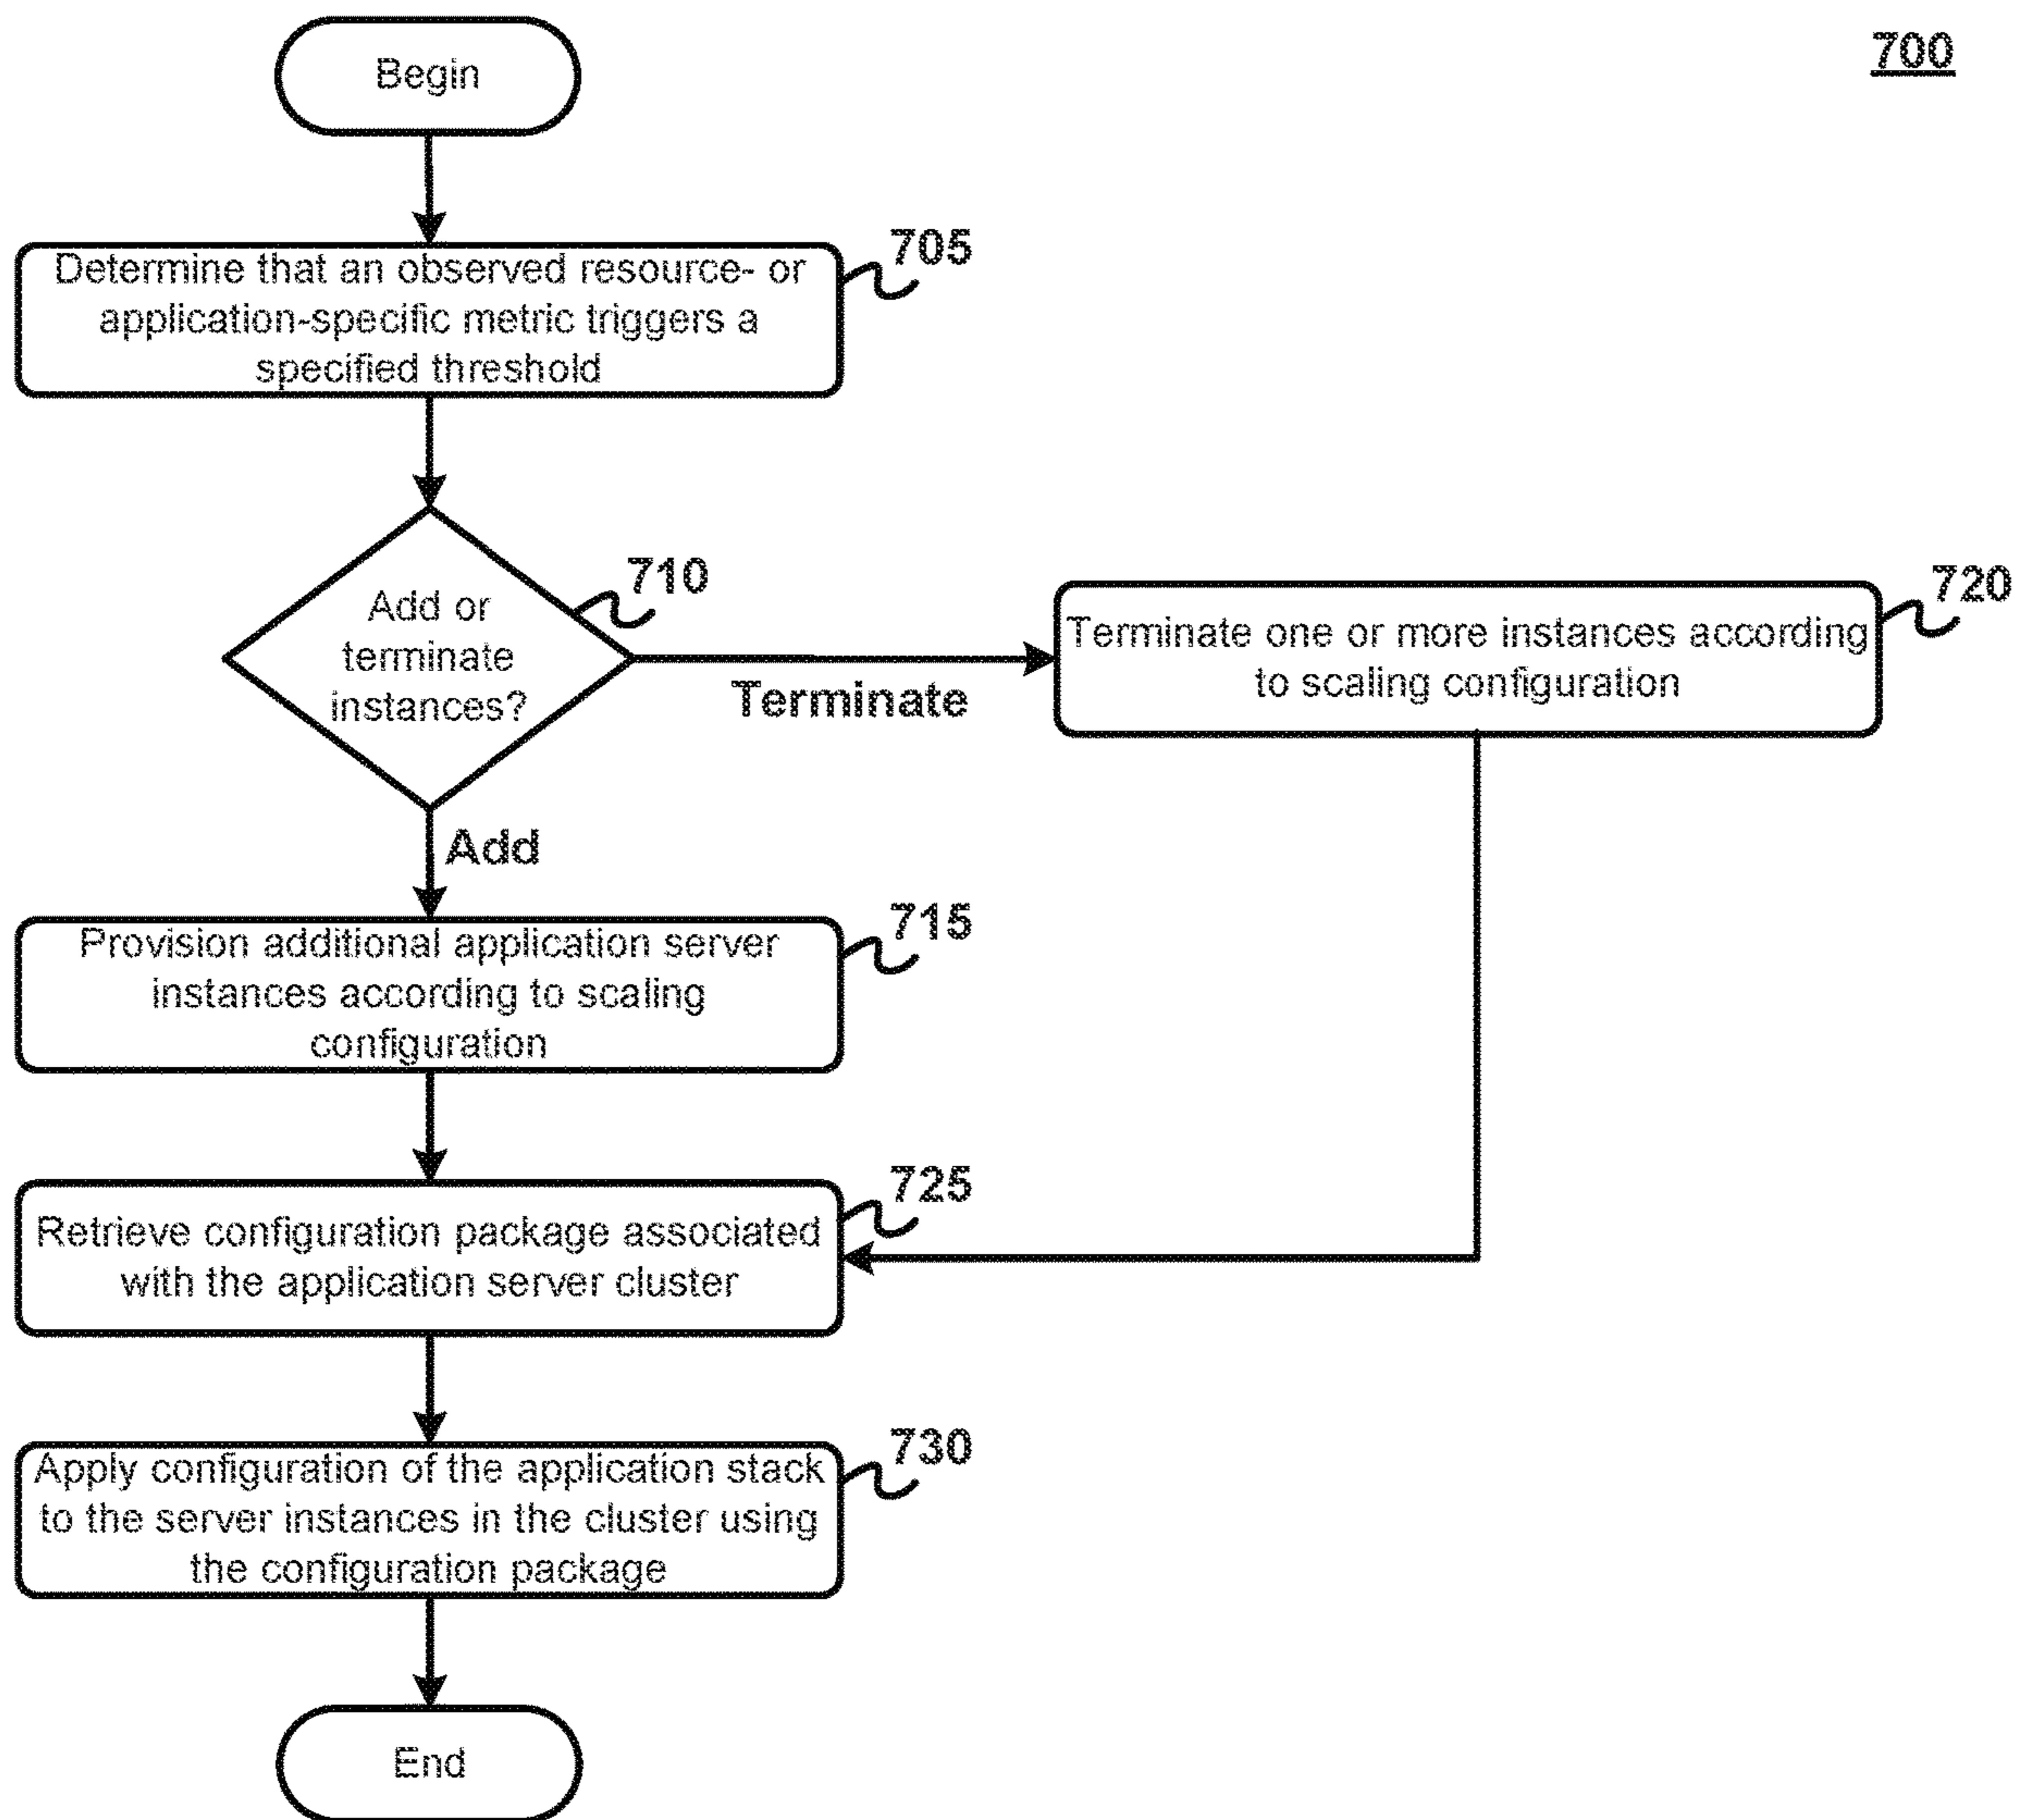 700
Begin
705
Determine that an observed resource- or
application-specific metric triggers a
specified threshold
710
Add or
terminate
instances?
Terminate
720
Terminate one or more instances according
to scaling configuration
Add
715
Provision additional application server
instances according to scaling
configuration
725
Retrieve configuration package associated
with the application server cluster
730
Apply configuration of the application stack
to the server instances in the cluster using
the configuration package
End